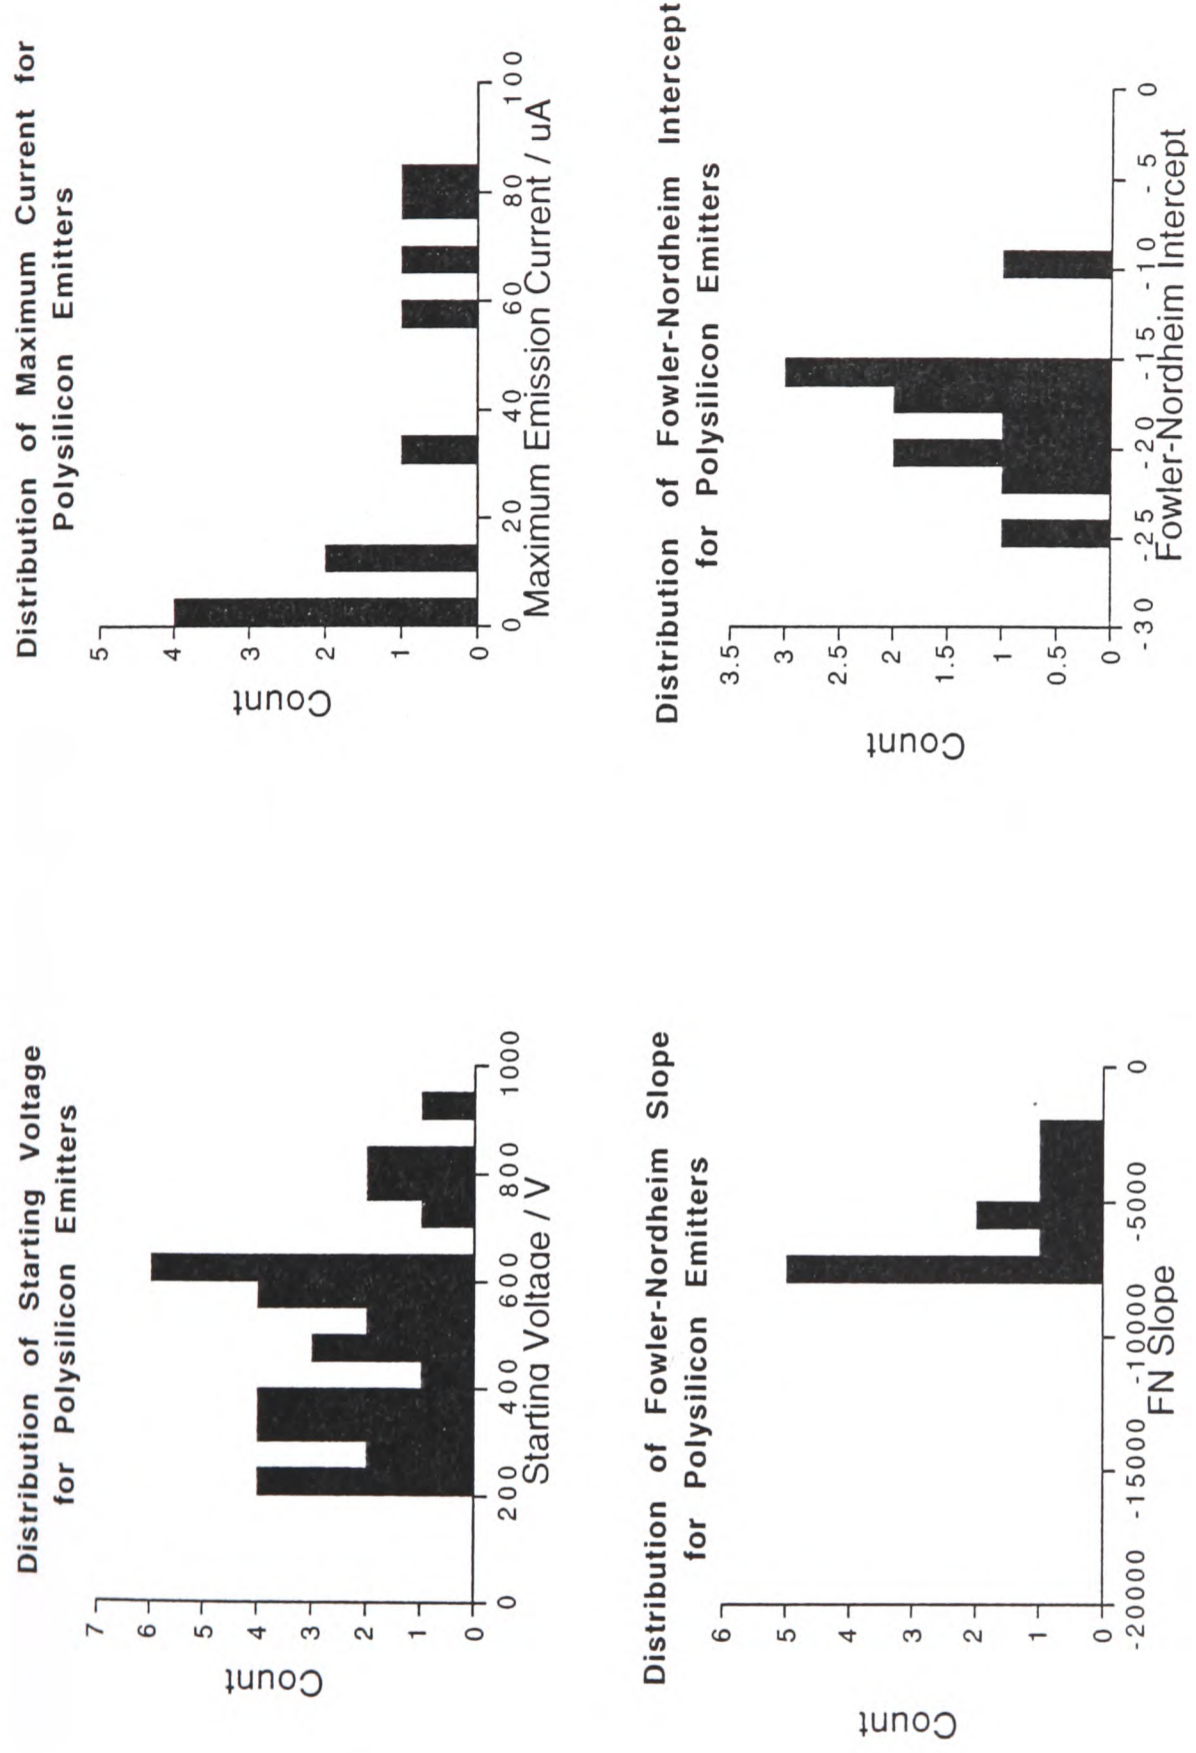 Distribution of Starting Voltage
for Polysilicon Emitters
Count
7
6
5
4
3
2
1
0
0 200 400 600 800 1000
Starting Voltage / V
Distribution of Maximum Current for
Polysilicon Emitters
Count
5
4
3
2
1
0
0 20 40 60 80 100
Maximum Emission Current / uA
Distribution of Fowler-Nordheim Slope
for Polysilicon Emitters
Count
6
5
4
3
2
1
0
-20000 -15000 -10000 -5000 0
FN Slope
Distribution of Fowler-Nordheim Intercept
for Polysilicon Emitters
Count
3.5
3
2.5
2
1.5
1
0.5
0
-30 -25 -20 -15 -10 -5 0
Fowler-Nordheim Intercept